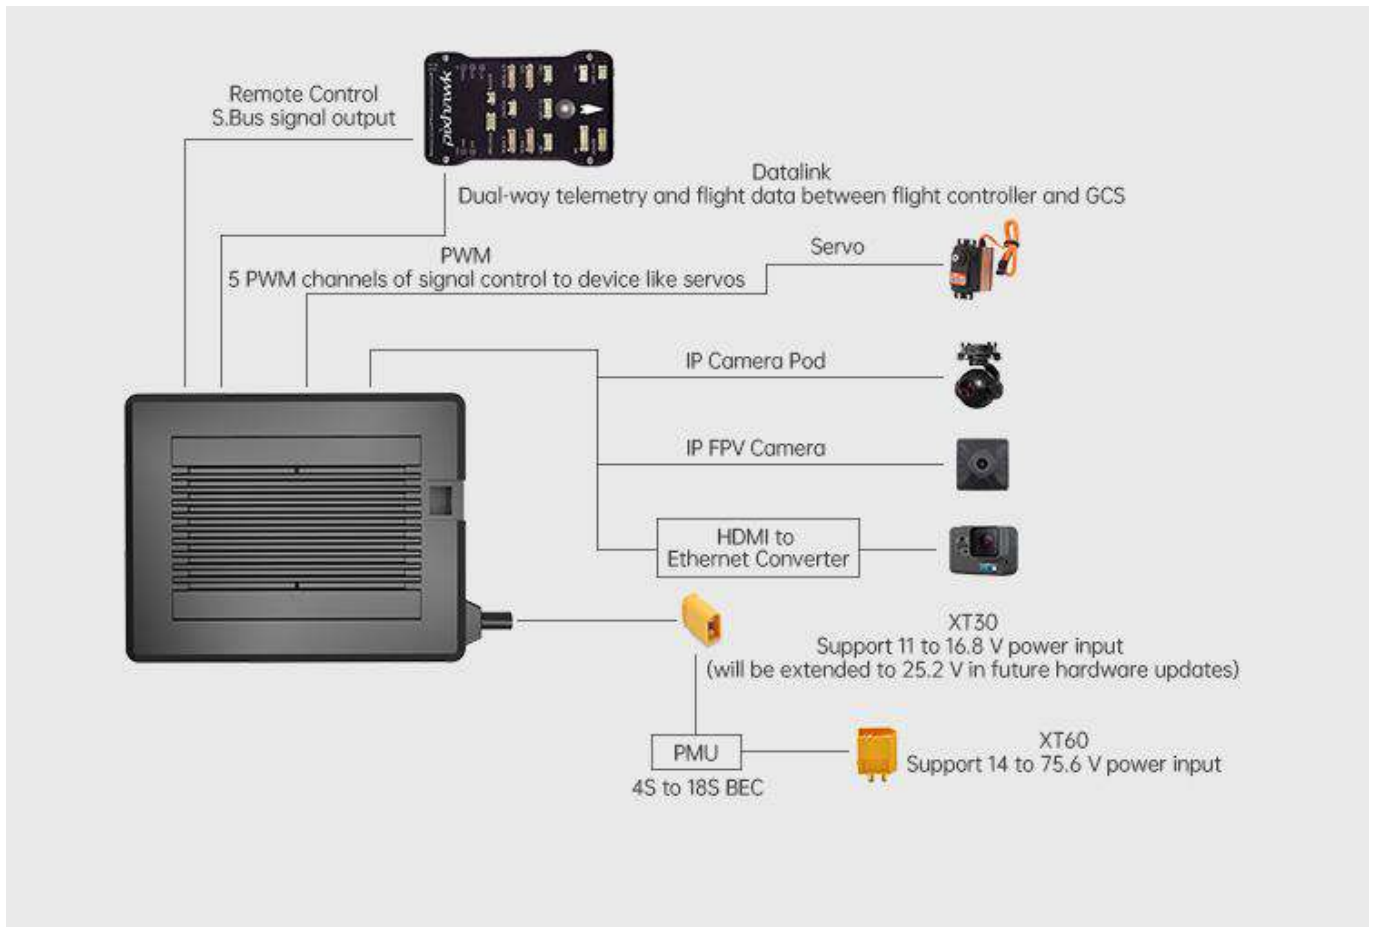 Remote Control
S.Bus signal output
pixhawk
Datalink
Dual-way telemetry and flight data between flight controller and GCS
PWM
5 PWM channels of signal control to device like servos
Servo
IP Camera Pod
IP FPV Camera
HDMI to
Ethernet Converter
XT30
Support 11 to 16.8 V power input
(will be extended to 25.2 V in future hardware updates)
PMU
4S to 18S BEC
XT60
Support 14 to 75.6 V power input